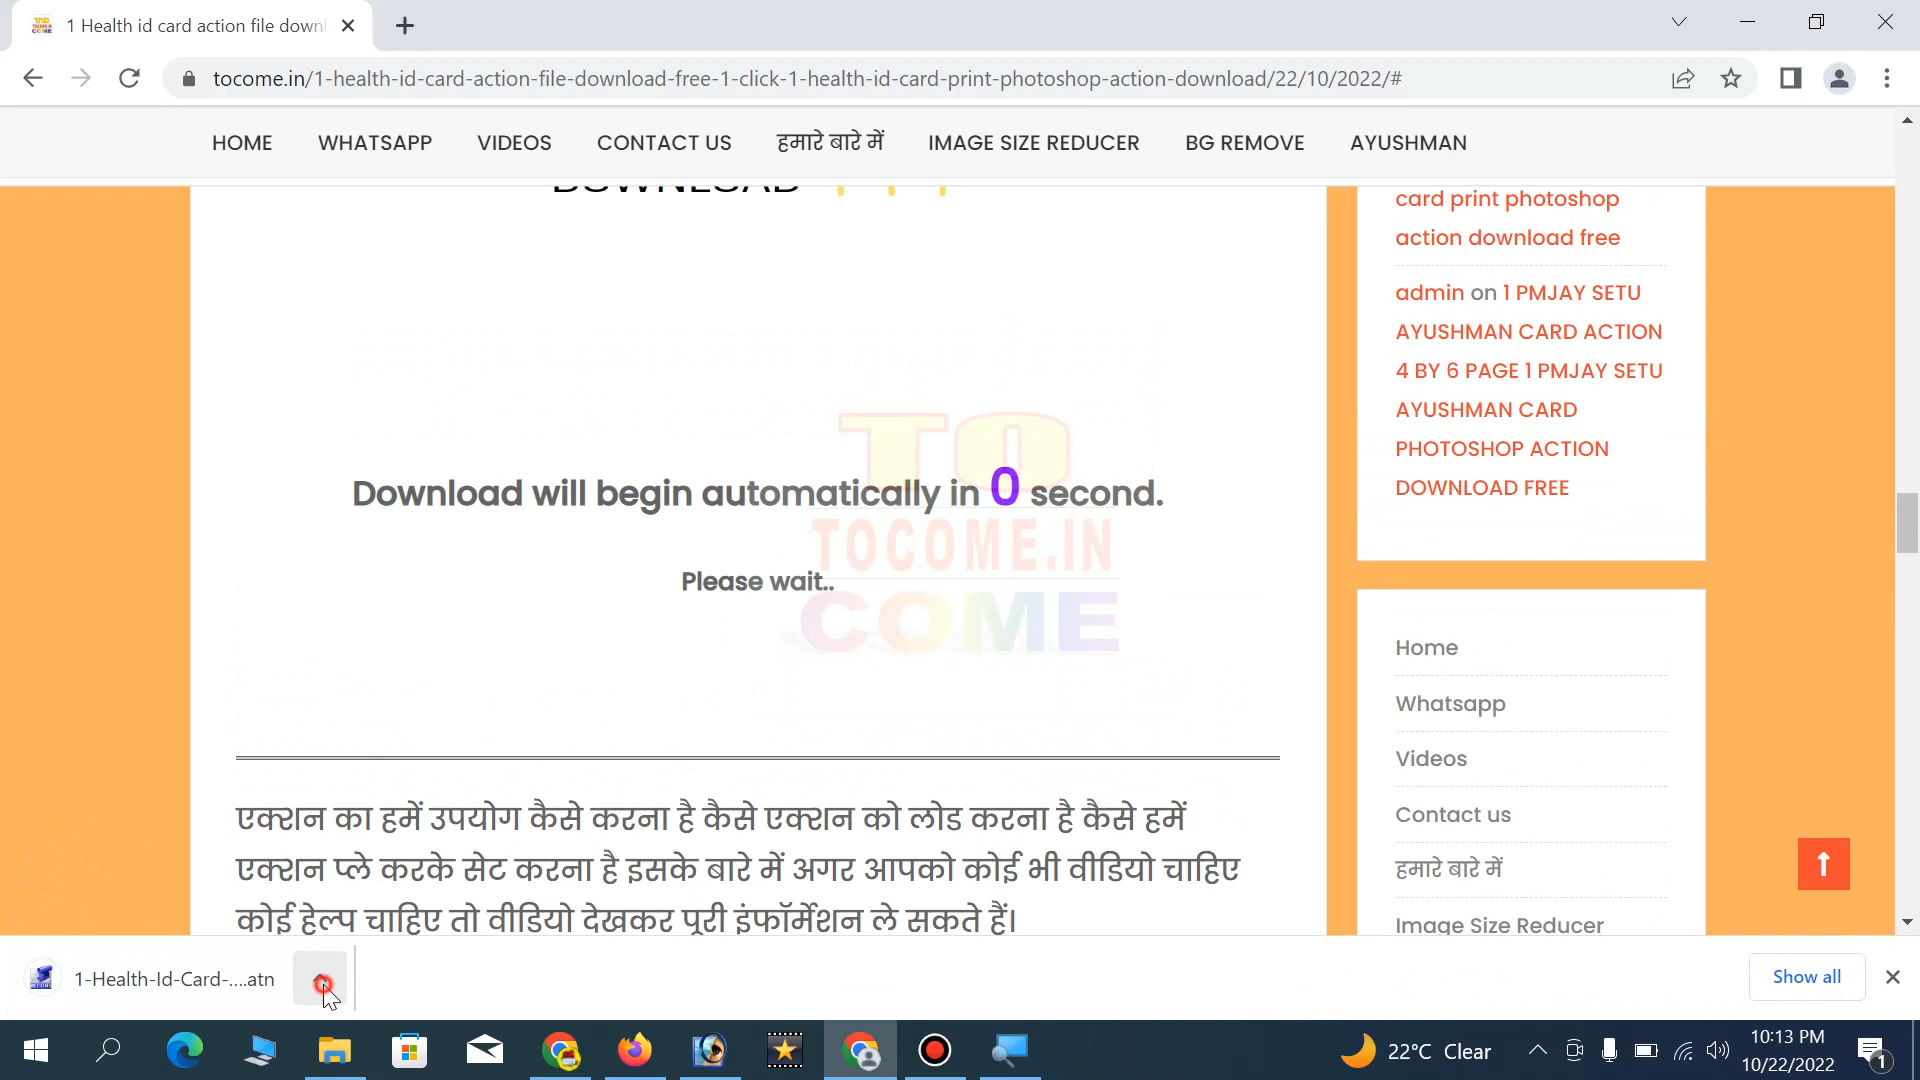 1 Health id card action file downl
tocome.in/1-health-id-card-action-file-download-free-1-click-1-health-id-card-print-photoshop-action-download/22/10/2022/#
HOME WHATSAPP VIDEOS CONTACT US हमारे बारे में IMAGE SIZE REDUCER BG REMOVE AYUSHMAN
DOWNLOAD
card print photoshop
action download free
admin on 1 PMJAY SETU
AYUSHMAN CARD ACTION
4 BY 6 PAGE 1 PMJAY SETU
AYUSHMAN CARD
PHOTOSHOP ACTION
DOWNLOAD FREE
TO
Download will begin automatically in 0 second.
TOCOME.IN
Please wait..
COME
Home
Whatsapp
Videos
Contact us
हमारे बारे में
Image Size Reducer
एक्शन का हमें उपयोग कैसे करना है कैसे एक्शन को लोड करना है कैसे हमें
एक्शन प्ले करके सेट करना है इसके बारे में अगर आपको कोई भी वीडियो चाहिए
कोई हेल्प चाहिए तो वीडियो देखकर पूरी इंफॉर्मेशन ले सकते हैं।
1-Health-Id-Card-....atn
Show all
22°C Clear
10:13 PM
10/22/2022
1